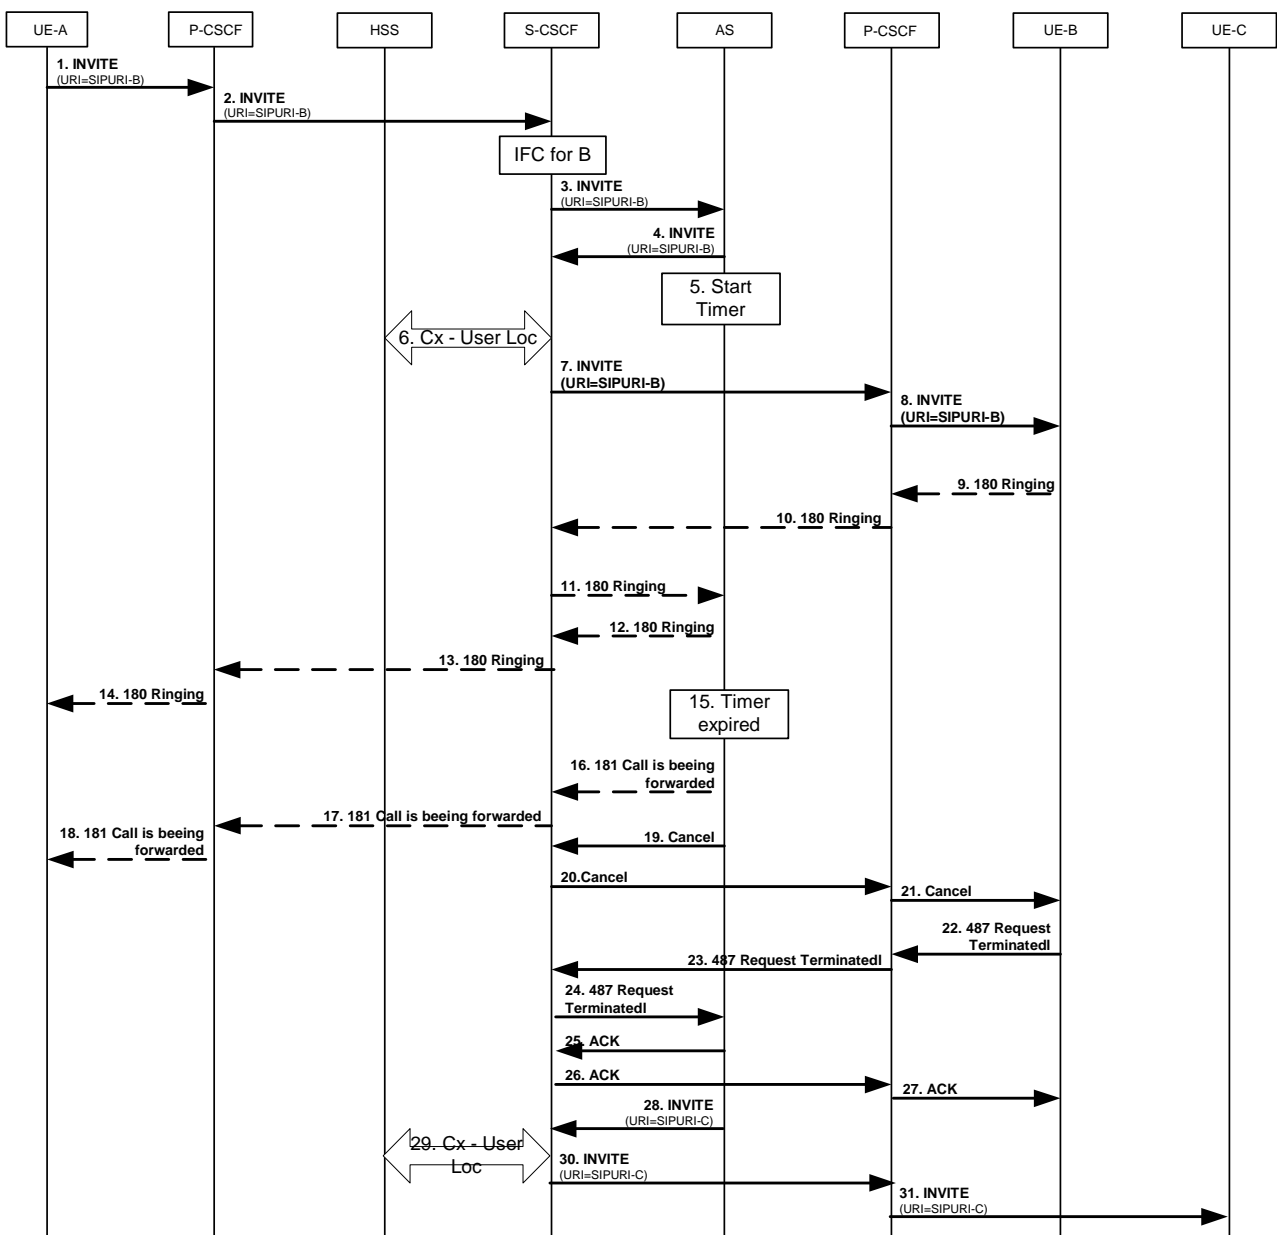 UE-A
P-CSCF
HSS
S-CSCF
AS
P-CSCF
UE-B
UE-C
1. INVITE
(URI=SIPURI-B)
2. INVITE
(URI=SIPURI-B)
IFC for B
3. INVITE
(URI=SIPURI-B)
4. INVITE
(URI=SIPURI-B)
5. Start
Timer
6. Cx - User Loc
7. INVITE
(URI=SIPURI-B)
8. INVITE
(URI=SIPURI-B)
9. 180 Ringing
10. 180 Ringing
11. 180 Ringing
12. 180 Ringing
13. 180 Ringing
14. 180 Ringing
15. Timer
expired
16. 181 Call is beeing
forwarded
17. 181 Call is beeing forwarded
18. 181 Call is beeing
forwarded
19. Cancel
20.Cancel
21. Cancel
22. 487 Request
TerminatedI
23. 487 Request TerminatedI
24. 487 Request
TerminatedI
25. ACK
26. ACK
27. ACK
28. INVITE
(URI=SIPURI-C)
29. Cx - User
Loc
30. INVITE
(URI=SIPURI-C)
31. INVITE
(URI=SIPURI-C)